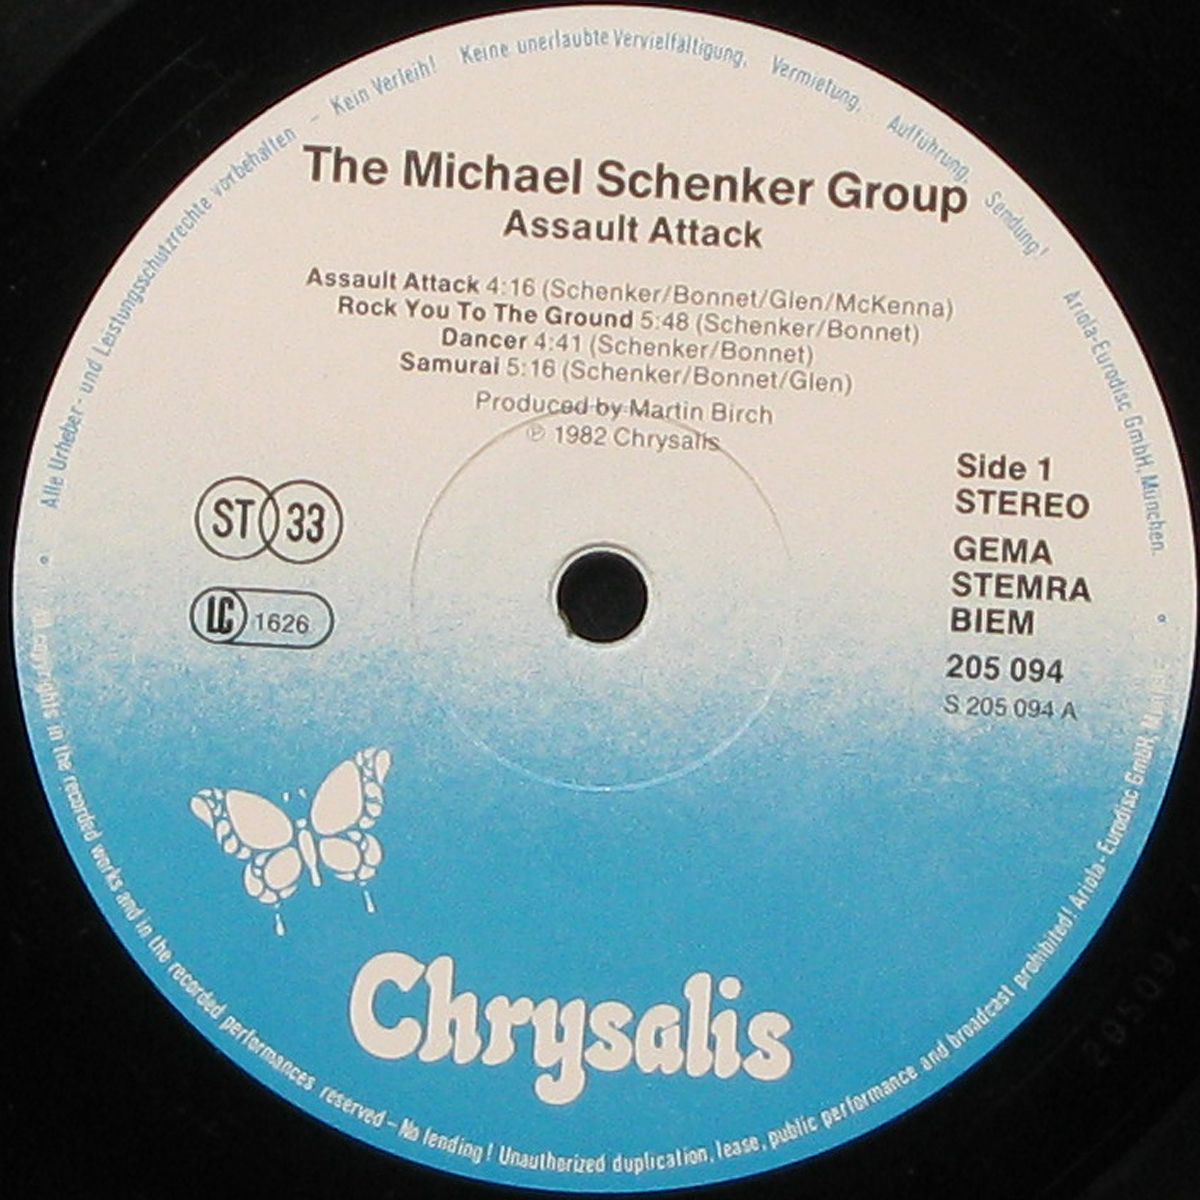 Alle Urheber- und Leistungsschutzrechte vorbehalten – Kein Verleih! Keine unerlaubte Vervielfältigung, Vermietung, Aufführung, Sendung! Ariola-Eurodisc GmbH, München.
The Michael Schenker Group
Assault Attack
Assault Attack 4:16 (Schenker/Bonnet/Glen/McKenna)
Rock You To The Ground 5:48 (Schenker/Bonnet)
Dancer 4:41 (Schenker/Bonnet)
Samurai 5:16 (Schenker/Bonnet/Glen)
Produced by Martin Birch
℗ 1982 Chrysalis
ST 33
LC 1626
Side 1
STEREO
GEMA
STEMRA
BIEM
205 094
S 205 094 A
Chrysalis
All copyrights in the recorded works and in the recorded performances reserved – No lending! Unauthorized duplication, lease, public performance and broadcast prohibited! Ariola-Eurodisc GmbH,